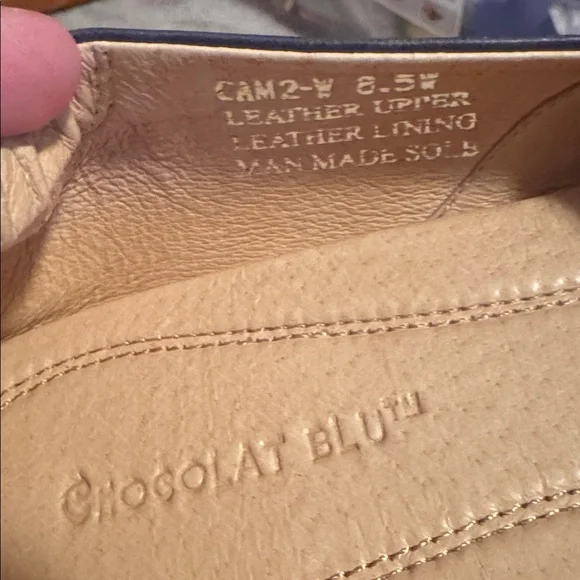 CAM2-W 8.5W
LEATHER UPPER
LEATHER LINING
MAN MADE SOLE
CHOCOLAT BLU™